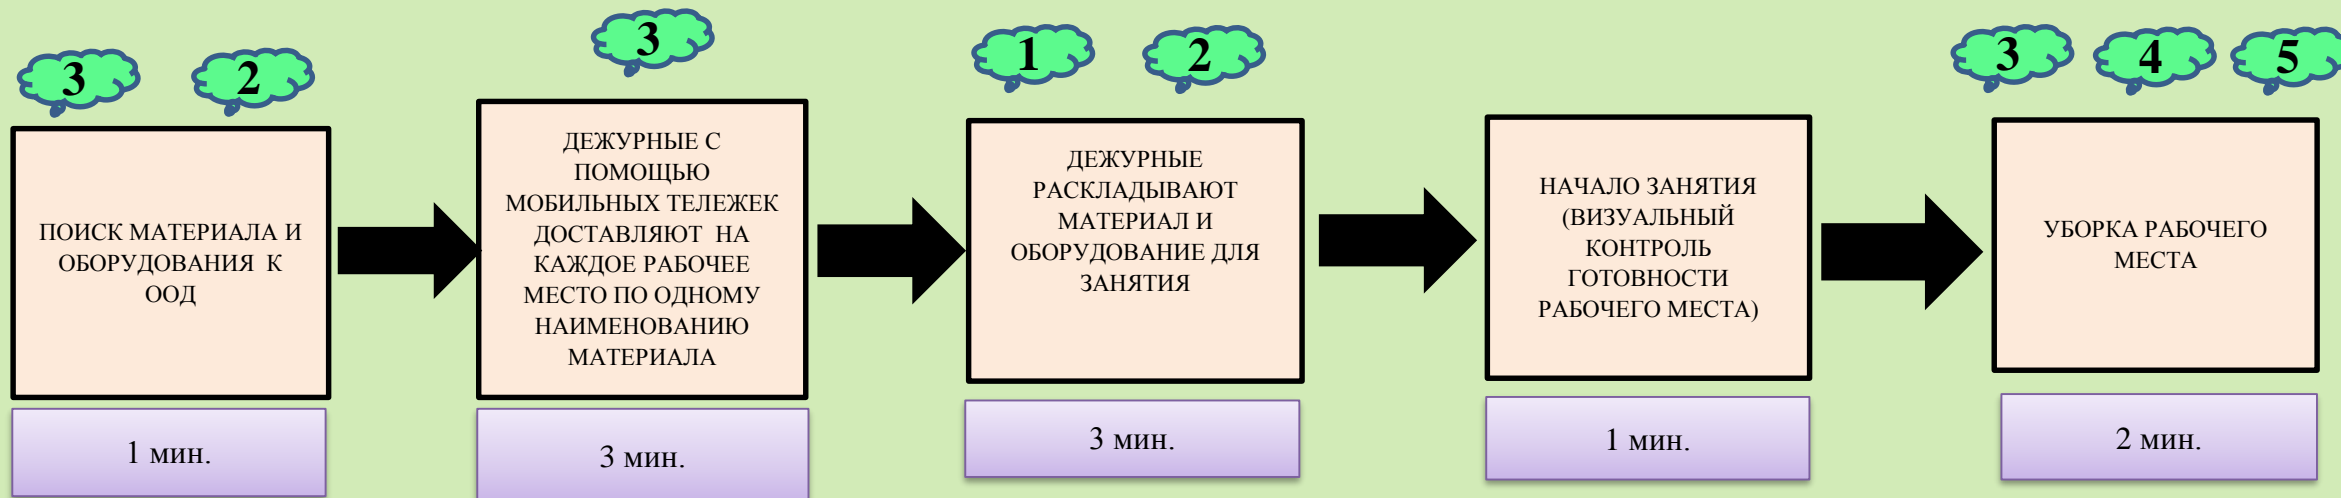 3
2
3
1
2
3
4
5
ПОИСК МАТЕРИАЛА И
ОБОРУДОВАНИЯ К
ООД
ДЕЖУРНЫЕ С
ПОМОЩЬЮ
МОБИЛЬНЫХ ТЕЛЕЖЕК
ДОСТАВЛЯЮТ НА
КАЖДОЕ РАБОЧЕЕ
МЕСТО ПО ОДНОМУ
НАИМЕНОВАНИЮ
МАТЕРИАЛА
ДЕЖУРНЫЕ
РАСКЛАДЫВАЮТ
МАТЕРИАЛ И
ОБОРУДОВАНИЕ ДЛЯ
ЗАНЯТИЯ
НАЧАЛО ЗАНЯТИЯ
(ВИЗУАЛЬНЫЙ
КОНТРОЛЬ
ГОТОВНОСТИ
РАБОЧЕГО МЕСТА)
УБОРКА РАБОЧЕГО
МЕСТА
1 мин.
3 мин.
3 мин.
1 мин.
2 мин.